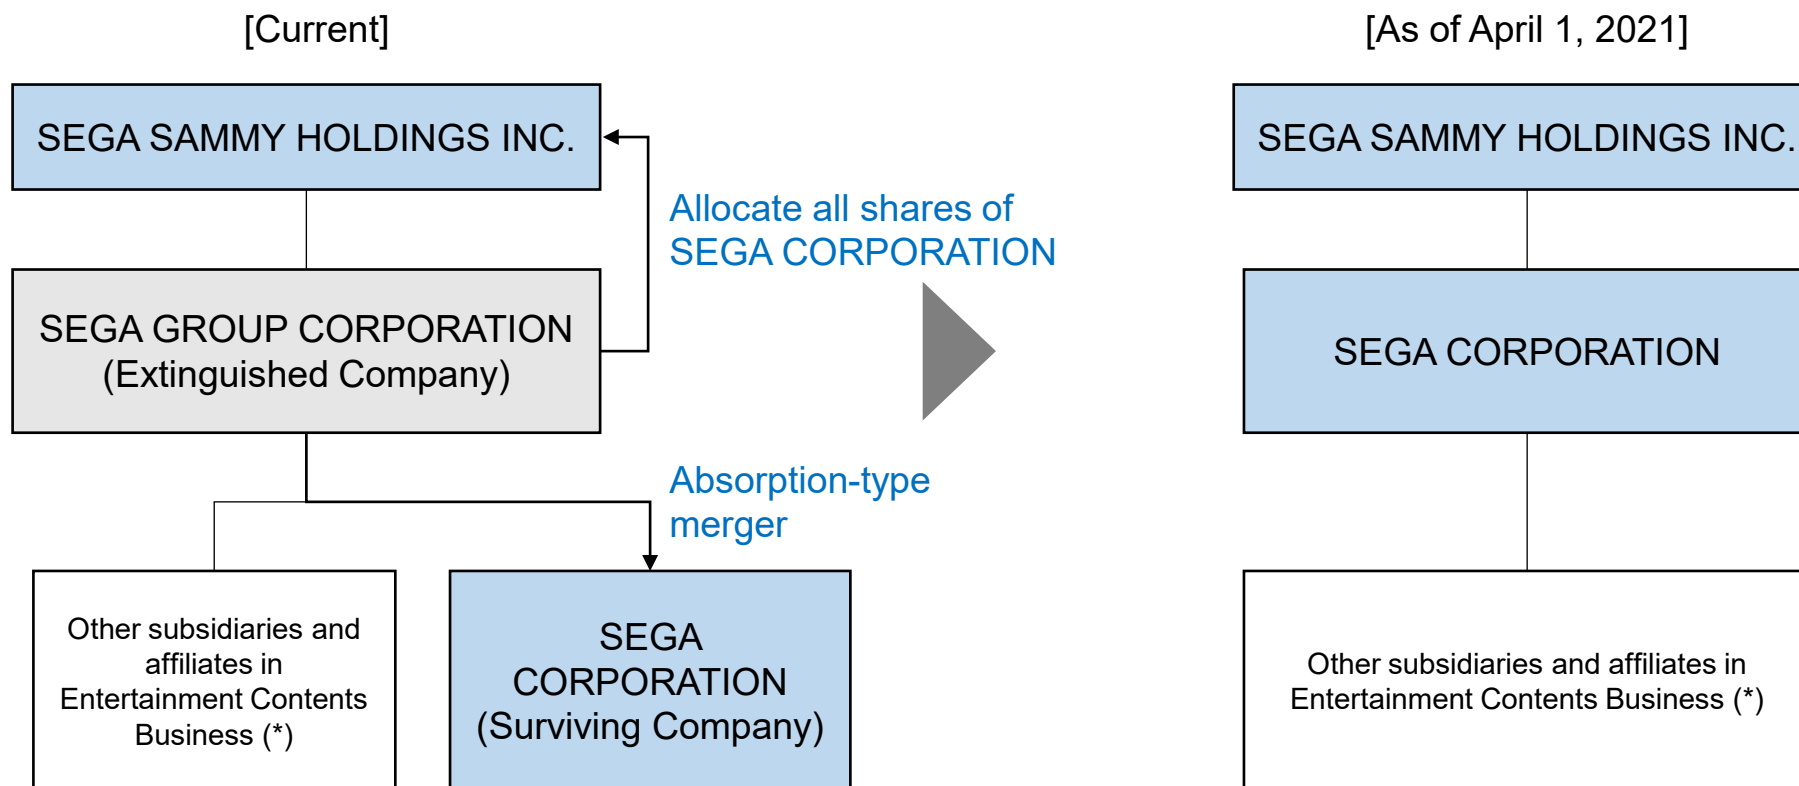 [Current]
SEGA SAMMY HOLDINGS INC.
Allocate all shares of
SEGA CORPORATION
SEGA GROUP CORPORATION
(Extinguished Company)
Absorption-type
merger
Other subsidiaries and
affiliates in
Entertainment Contents
Business (*)
SEGA
CORPORATION
(Surviving Company)
[As of April 1, 2021]
SEGA SAMMY HOLDINGS INC.
SEGA CORPORATION
Other subsidiaries and affiliates in
Entertainment Contents Business (*)